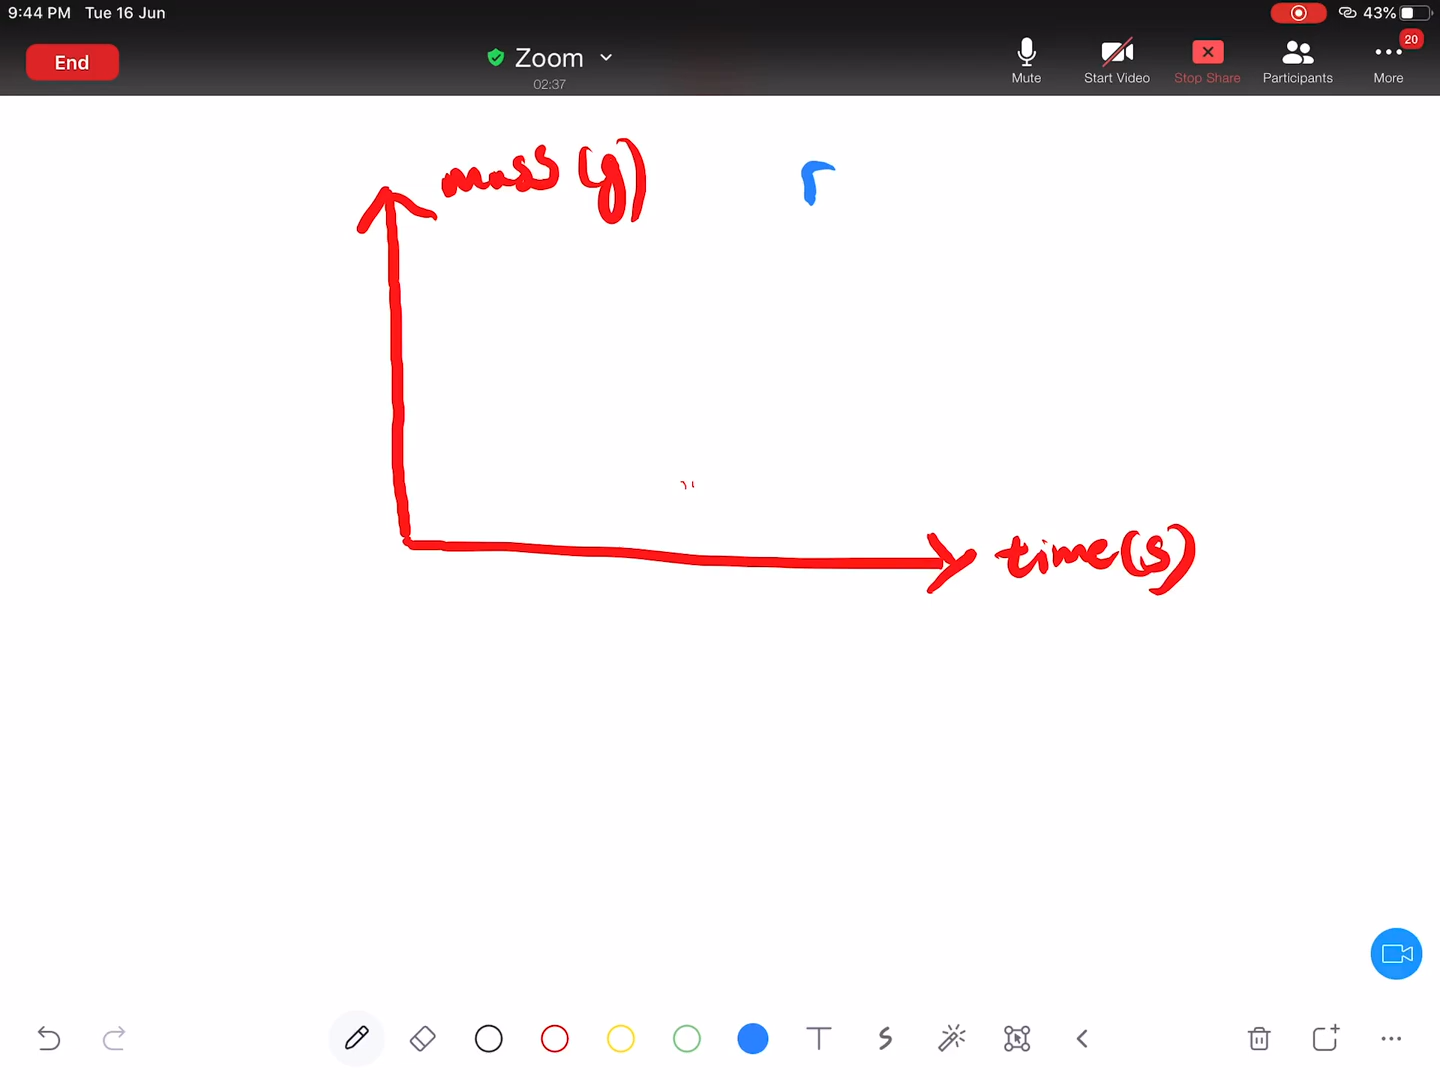 9:44 PM Tue 16 Jun
43%
End
Zoom
02:37
Mute
Start Video
Stop Share
Participants
More
20
mass (g)
r
time(s)
T
S